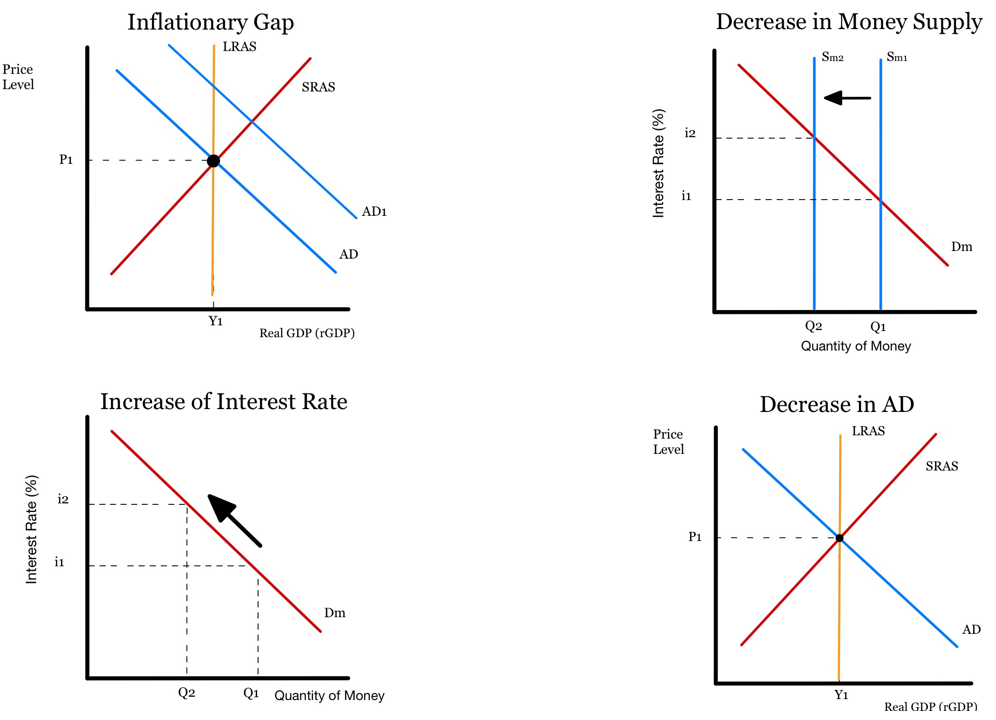 Inflationary Gap
Price
Level
LRAS
SRAS
P1
AD1
AD
Y1
Real GDP (rGDP)
Decrease in Money Supply
Sm2
Sm1
Interest Rate (%)
i2
i1
Dm
Q2
Q1
Quantity of Money
Increase of Interest Rate
Interest Rate (%)
i2
i1
Dm
Q2
Q1
Quantity of Money
Decrease in AD
Price
Level
LRAS
SRAS
P1
AD
Y1
Real GDP (rGDP)